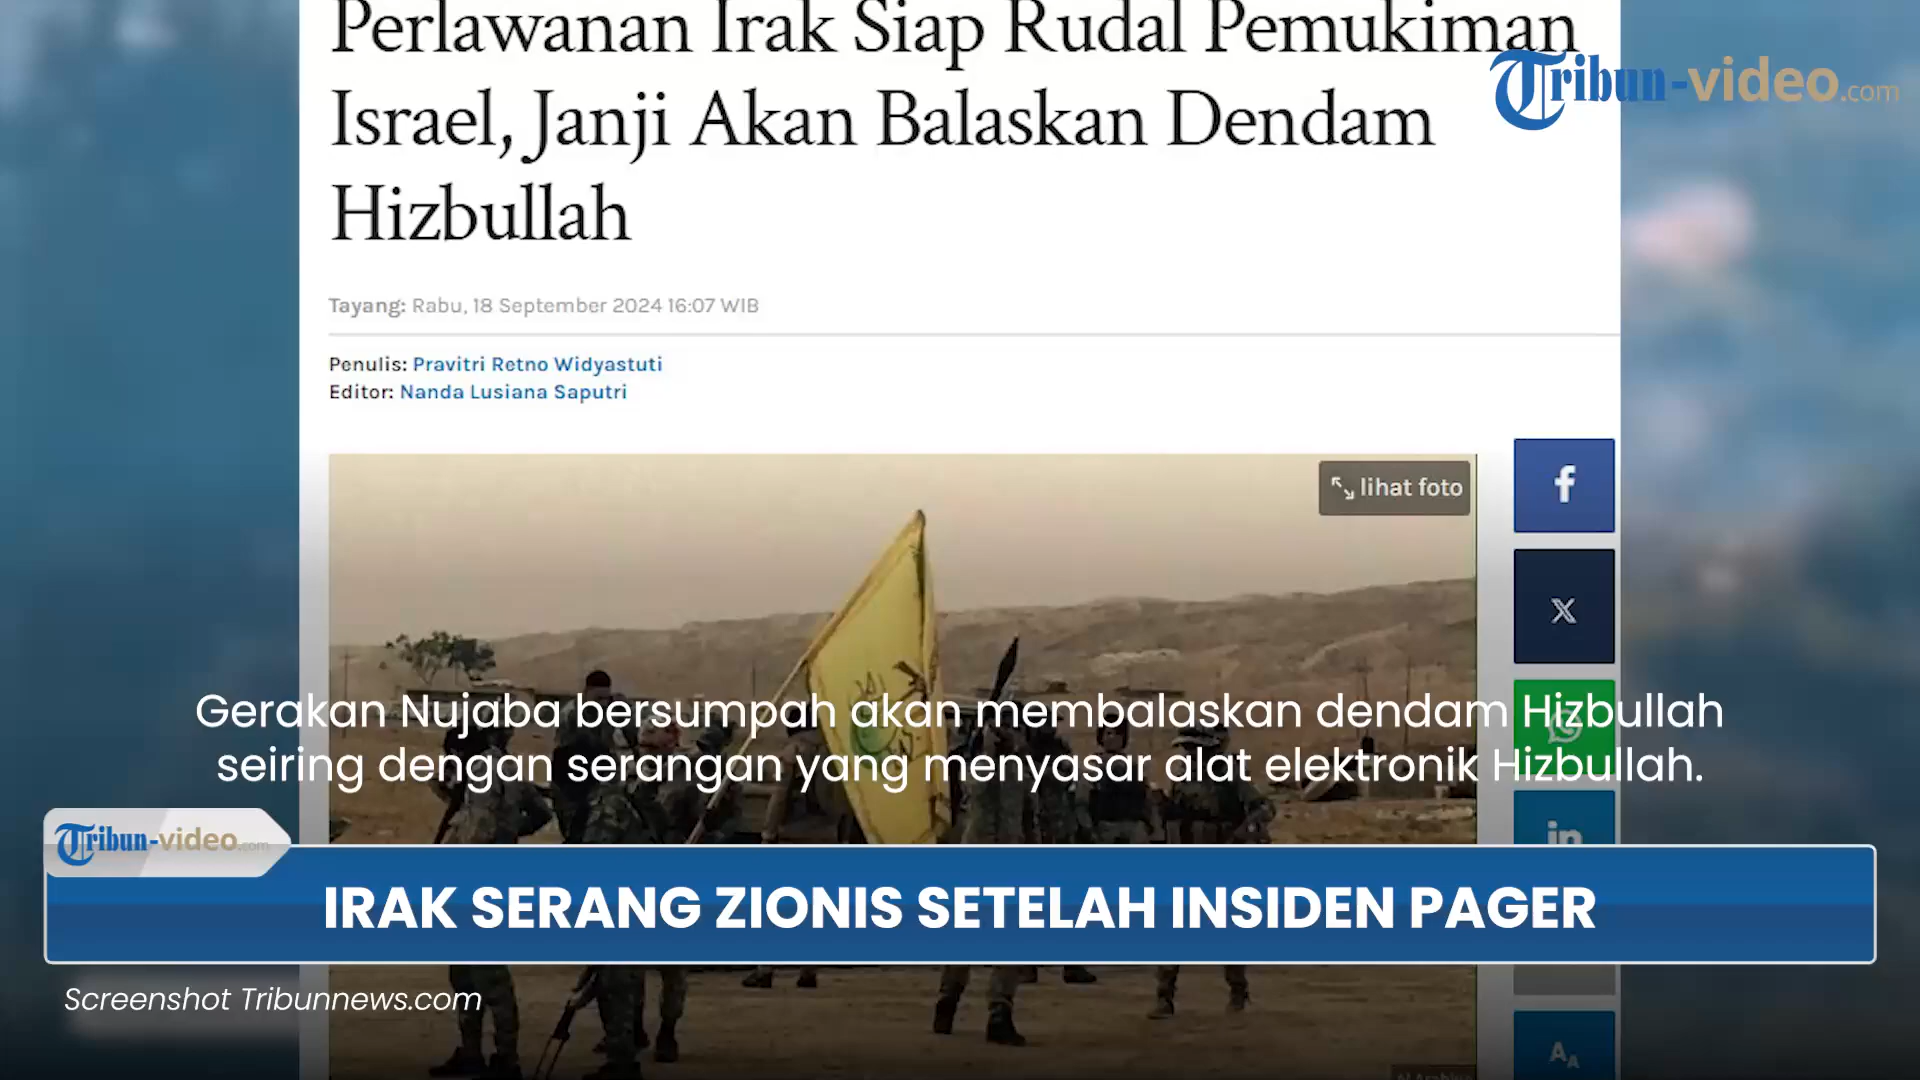 Perlawanan Irak Siap Rudal Pemukiman
Israel, Janji Akan Balaskan Dendam
Hizbullah
Tribun-video.com
Tayang: Rabu, 18 September 2024 16:07 WIB
Penulis: Pravitri Retno Widyastuti
Editor: Nanda Lusiana Saputri
lihat foto
f
X
Gerakan Nujaba bersumpah akan membalaskan dendam Hizbullah
seiring dengan serangan yang menyasar alat elektronik Hizbullah.
in
Tribun-video.com
IRAK SERANG ZIONIS SETELAH INSIDEN PAGER
Screenshot Tribunnews.com
AA